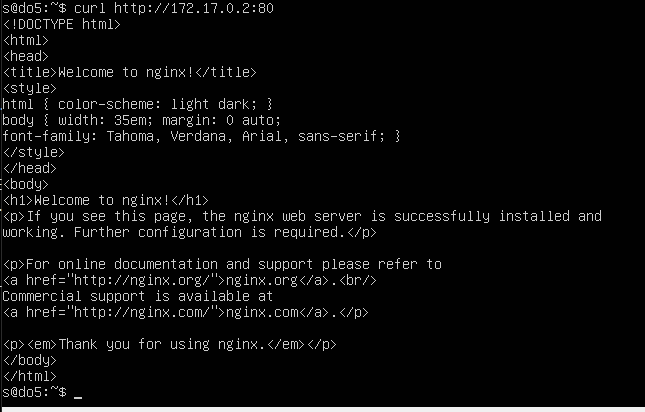 s@do5:~$ curl http://172.17.0.2:80
<!DOCTYPE html>
<html>
<head>
<title>Welcome to nginx!</title>
<style>
html { color-scheme: light dark; }
body { width: 35em; margin: 0 auto;
font-family: Tahoma, Verdana, Arial, sans-serif; }
</style>
</head>
<body>
<h1>Welcome to nginx!</h1>
<p>If you see this page, the nginx web server is successfully installed and
working. Further configuration is required.</p>

<p>For online documentation and support please refer to
<a href="http://nginx.org/">nginx.org</a>.<br/>
Commercial support is available at
<a href="http://nginx.com/">nginx.com</a>.</p>

<p><em>Thank you for using nginx.</em></p>
</body>
</html>
s@do5:~$ _